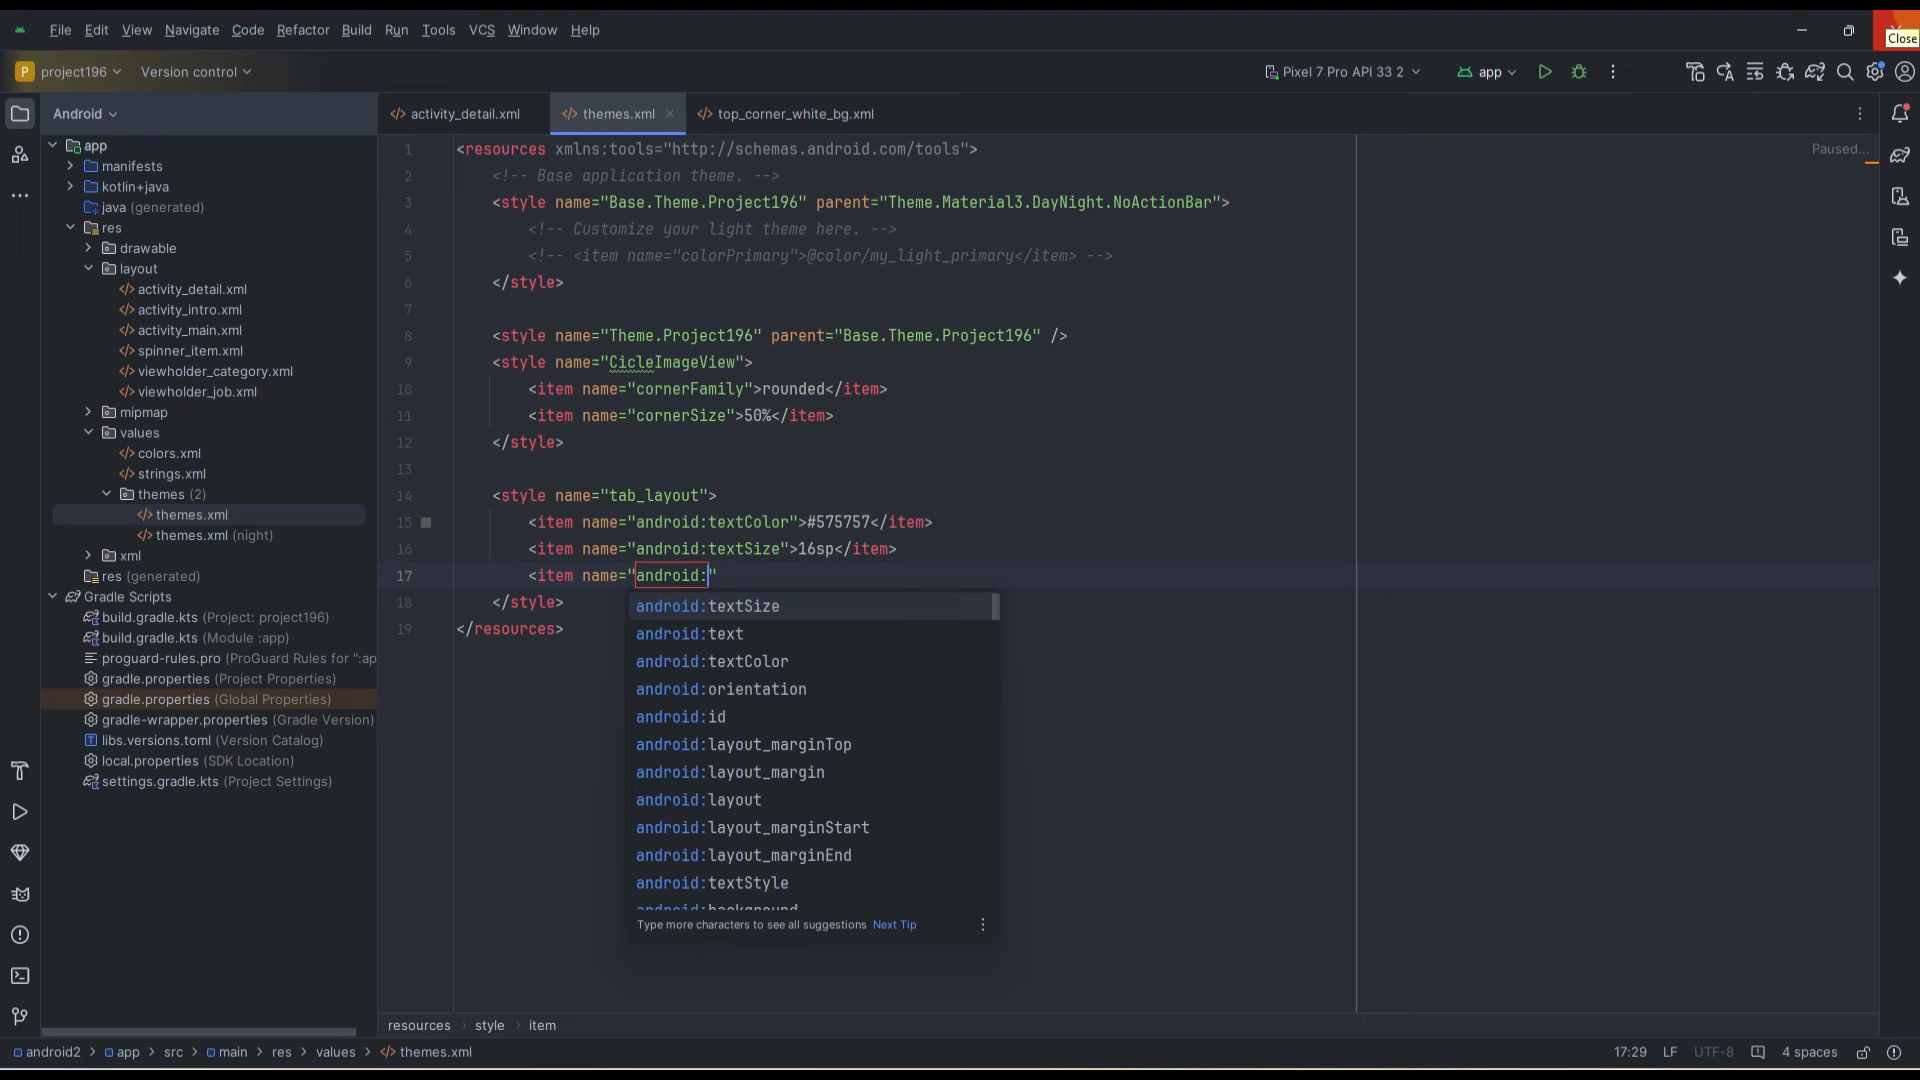 File Edit View Navigate Code Refactor Build Run Tools VCS Window Help
Close
P project196 Version control
Pixel 7 Pro API 33 2 app
Android
activity_detail.xml themes.xml top_corner_white_bg.xml
app
manifests
kotlin+java
java (generated)
res
drawable
layout
activity_detail.xml
activity_intro.xml
activity_main.xml
spinner_item.xml
viewholder_category.xml
viewholder_job.xml
mipmap
values
colors.xml
strings.xml
themes (2)
themes.xml
themes.xml (night)
xml
res (generated)
Gradle Scripts
build.gradle.kts (Project: project196)
build.gradle.kts (Module :app)
proguard-rules.pro (ProGuard Rules for ":ap
gradle.properties (Project Properties)
gradle.properties (Global Properties)
gradle-wrapper.properties (Gradle Version)
libs.versions.toml (Version Catalog)
local.properties (SDK Location)
settings.gradle.kts (Project Settings)
Paused...
1 <resources xmlns:tools="http://schemas.android.com/tools">
2 <!-- Base application theme. -->
3 <style name="Base.Theme.Project196" parent="Theme.Material3.DayNight.NoActionBar">
4 <!-- Customize your light theme here. -->
5 <!-- <item name="colorPrimary">@color/my_light_primary</item> -->
6 </style>
7
8 <style name="Theme.Project196" parent="Base.Theme.Project196" />
9 <style name="CicleImageView">
10 <item name="cornerFamily">rounded</item>
11 <item name="cornerSize">50%</item>
12 </style>
13
14 <style name="tab_layout">
15 <item name="android:textColor">#575757</item>
16 <item name="android:textSize">16sp</item>
17 <item name="android:"
18 </style>
19 </resources>
android:textSize
android:text
android:textColor
android:orientation
android:id
android:layout_marginTop
android:layout_margin
android:layout
android:layout_marginStart
android:layout_marginEnd
android:textStyle
android:background
Type more characters to see all suggestions Next Tip
resources › style › item
android2 > app > src > main > res > values > themes.xml
17:29 LF UTF-8 4 spaces